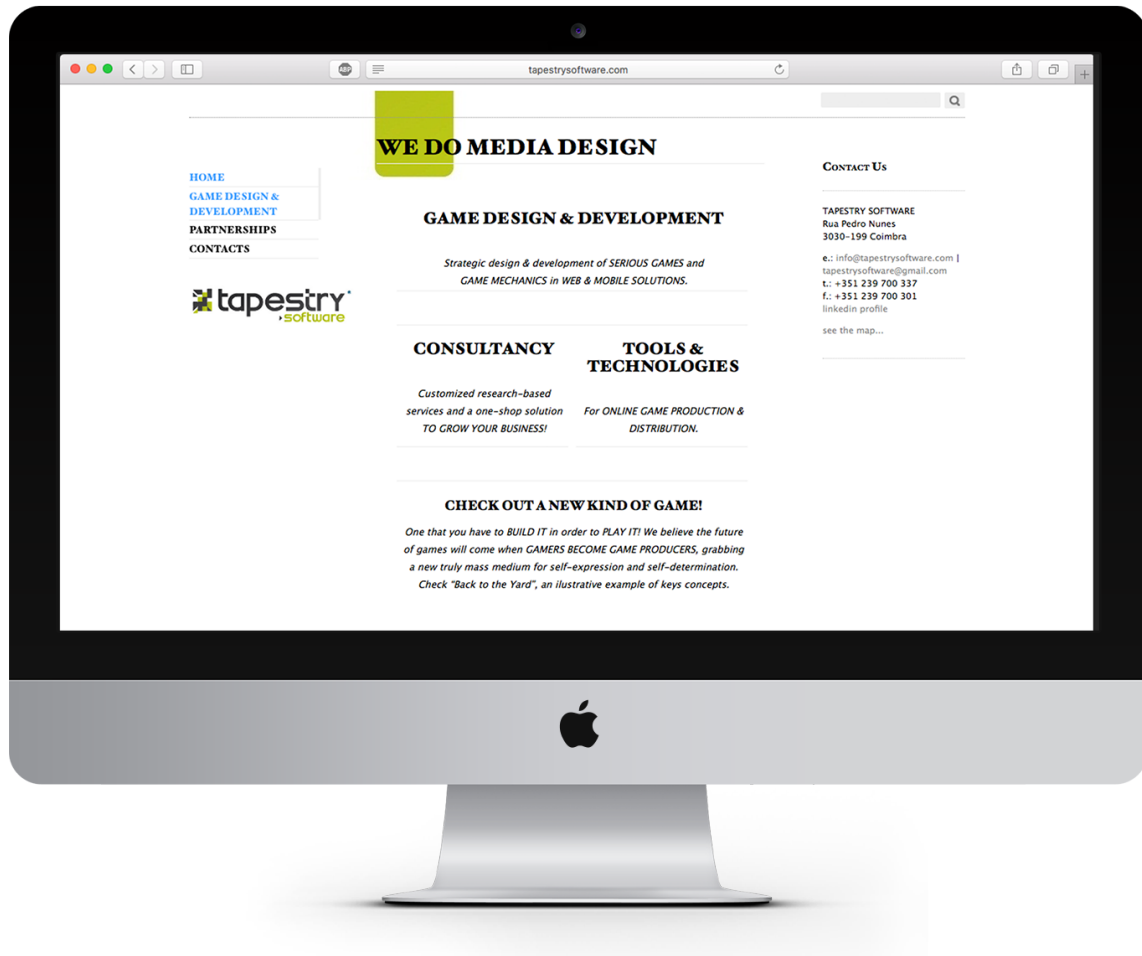 ABP
tapestrysoftware.com
WE DO MEDIA DESIGN
HOME
GAME DESIGN &
DEVELOPMENT
PARTNERSHIPS
CONTACTS
tapestry
software
GAME DESIGN & DEVELOPMENT
Strategic design & development of SERIOUS GAMES and
GAME MECHANICS in WEB & MOBILE SOLUTIONS.
CONSULTANCY
Customized research-based
services and a one-shop solution
TO GROW YOUR BUSINESS!
TOOLS &
TECHNOLOGIES
For ONLINE GAME PRODUCTION &
DISTRIBUTION.
CHECK OUT A NEW KIND OF GAME!
One that you have to BUILD IT in order to PLAY IT! We believe the future
of games will come when GAMERS BECOME GAME PRODUCERS, grabbing
a new truly mass medium for self-expression and self-determination.
Check "Back to the Yard", an ilustrative example of keys concepts.
CONTACT US
TAPESTRY SOFTWARE
Rua Pedro Nunes
3030-199 Coimbra
e.: info@tapestrysoftware.com |
tapestrysoftware@gmail.com
t.: +351 239 700 337
f.: +351 239 700 301
linkedin profile
see the map...